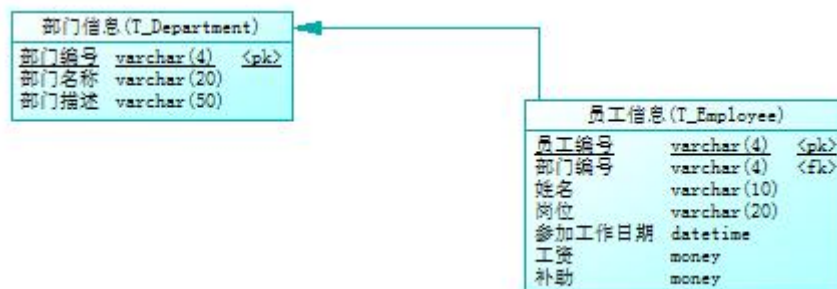 部门信息(T_Department)
部门编号 varchar(4) <pk>
部门名称 varchar(20)
部门描述 varchar(50)
员工信息(T_Employee)
员工编号 varchar(4) <pk>
部门编号 varchar(4) <fk>
姓名 varchar(10)
岗位 varchar(20)
参加工作日期 datetime
工资 money
补助 money